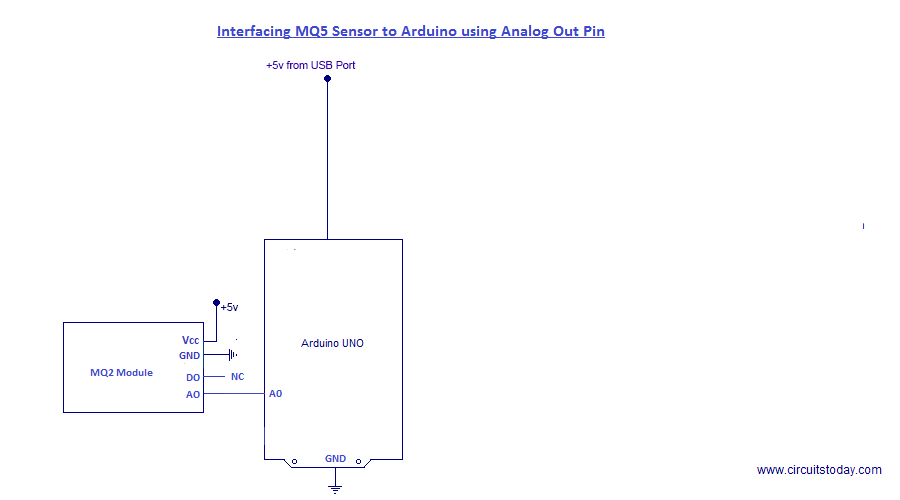 Interfacing MQ5 Sensor to Arduino using Analog Out Pin
+5v from USB Port
+5v
Vcc
GND
Arduino UNO
MQ2 Module
DO
NC
AO
A0
GND
www.circuitstoday.com